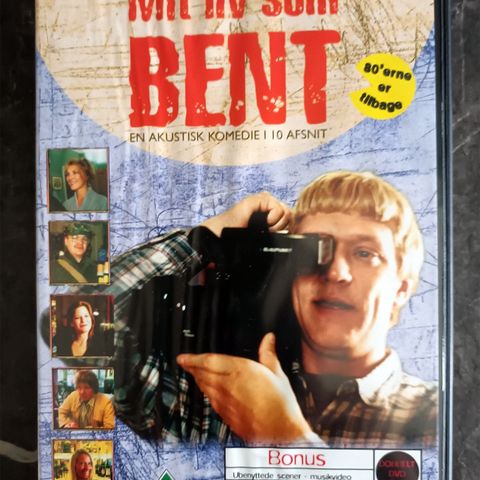 Mit liv som
BENT
80'erne
er
tilbage
EN AKUSTISK KOMEDIE I 10 AFSNIT
BLAUPUNKT
Bonus
Ubenyttede scener - musikvideo
DOBBELT
DVD